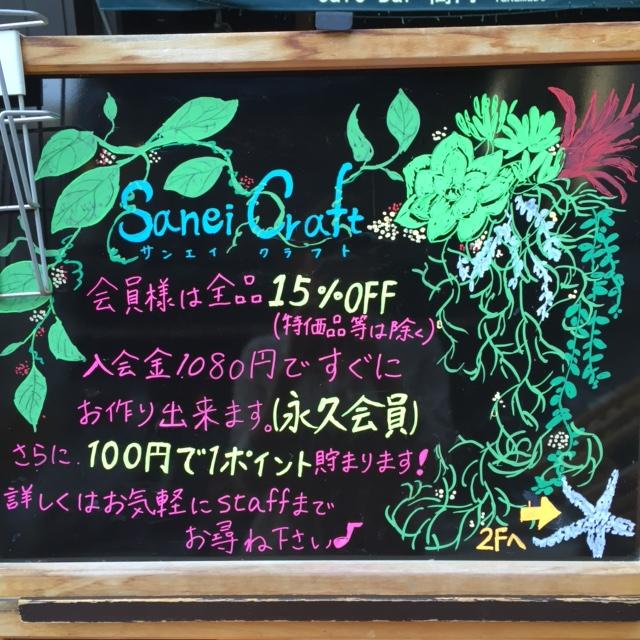 Sanei Craft
サンエイ クラフト
会員様は全品15%OFF
(特価品等は除く)
入会金1080円ですぐに
お作り出来ます。(永久会員)
さらに 100円で1ポイント貯まります!
詳しくはお気軽にstaffまで
お尋ね下さい♪
2Fへ